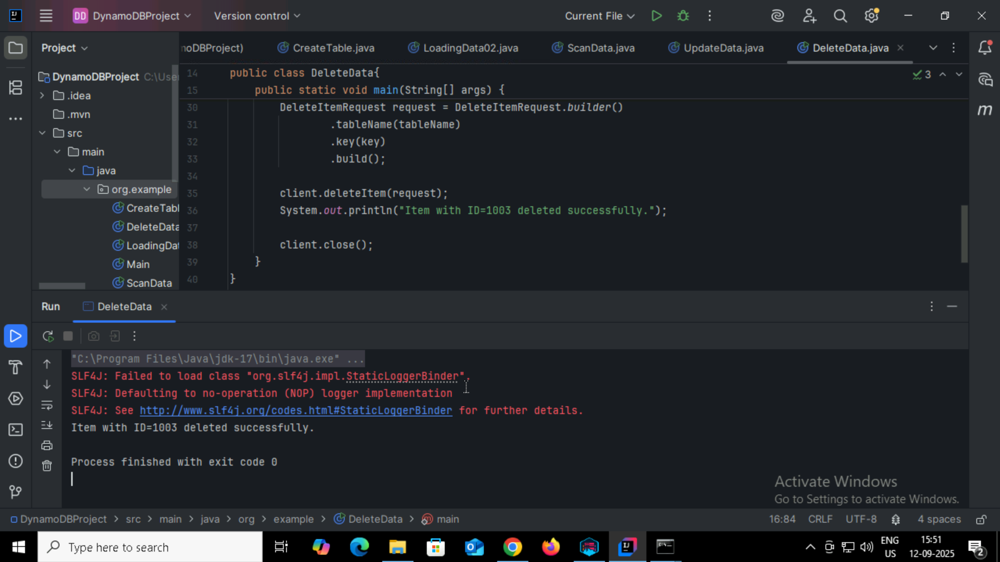 DD DynamoDBProject
Version control
Current File
Project
noDBProject)
CreateTable.java
LoadingData02.java
ScanData.java
UpdateData.java
DeleteData.java
DynamoDBProject C:\User
.idea
.mvn
src
main
java
org.example
CreateTabl
DeleteData
LoadingDat
Main
ScanData
3
14 public class DeleteData{
15 public static void main(String[] args) {
30 DeleteItemRequest request = DeleteItemRequest.builder()
31 .tableName(tableName)
32 .key(key)
33 .build();
34
35 client.deleteItem(request);
36 System.out.println("Item with ID=1003 deleted successfully.");
37
38 client.close();
39 }
40 }
m
Run
DeleteData
"C:\Program Files\Java\jdk-17\bin\java.exe" ...
SLF4J: Failed to load class "org.slf4j.impl.StaticLoggerBinder".
SLF4J: Defaulting to no-operation (NOP) logger implementation
SLF4J: See http://www.slf4j.org/codes.html#StaticLoggerBinder for further details.
Item with ID=1003 deleted successfully.
Process finished with exit code 0
Activate Windows
Go to Settings to activate Windows.
DynamoDBProject > src > main > java > org > example > DeleteData > main
16:84 CRLF UTF-8 4 spaces
Type here to search
ENG
US
15:51
12-09-2025
2